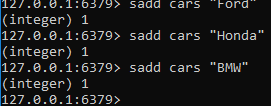 127.0.0.1:6379> sadd cars "Ford"
(integer) 1
127.0.0.1:6379> sadd cars "Honda"
(integer) 1
127.0.0.1:6379> sadd cars "BMW"
(integer) 1
127.0.0.1:6379>